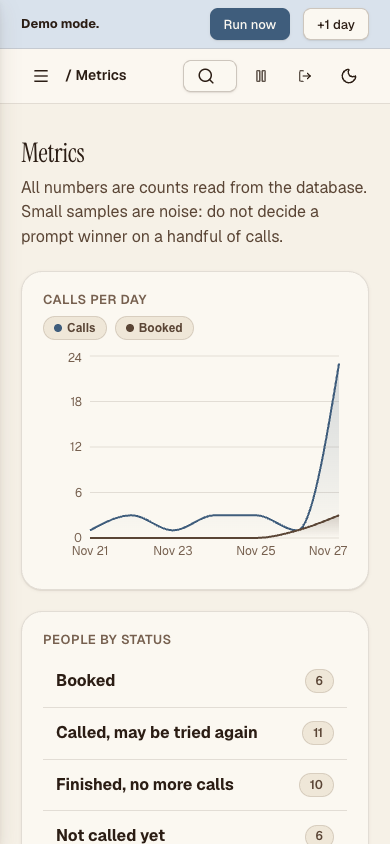 Demo mode.
Run now
+1 day
/ Metrics
Metrics
All numbers are counts read from the database.
Small samples are noise: do not decide a
prompt winner on a handful of calls.
CALLS PER DAY
Calls
Booked
24
18
12
6
0
Nov 21
Nov 23
Nov 25
Nov 27
PEOPLE BY STATUS
Booked
6
Called, may be tried again
11
Finished, no more calls
10
Not called yet
6